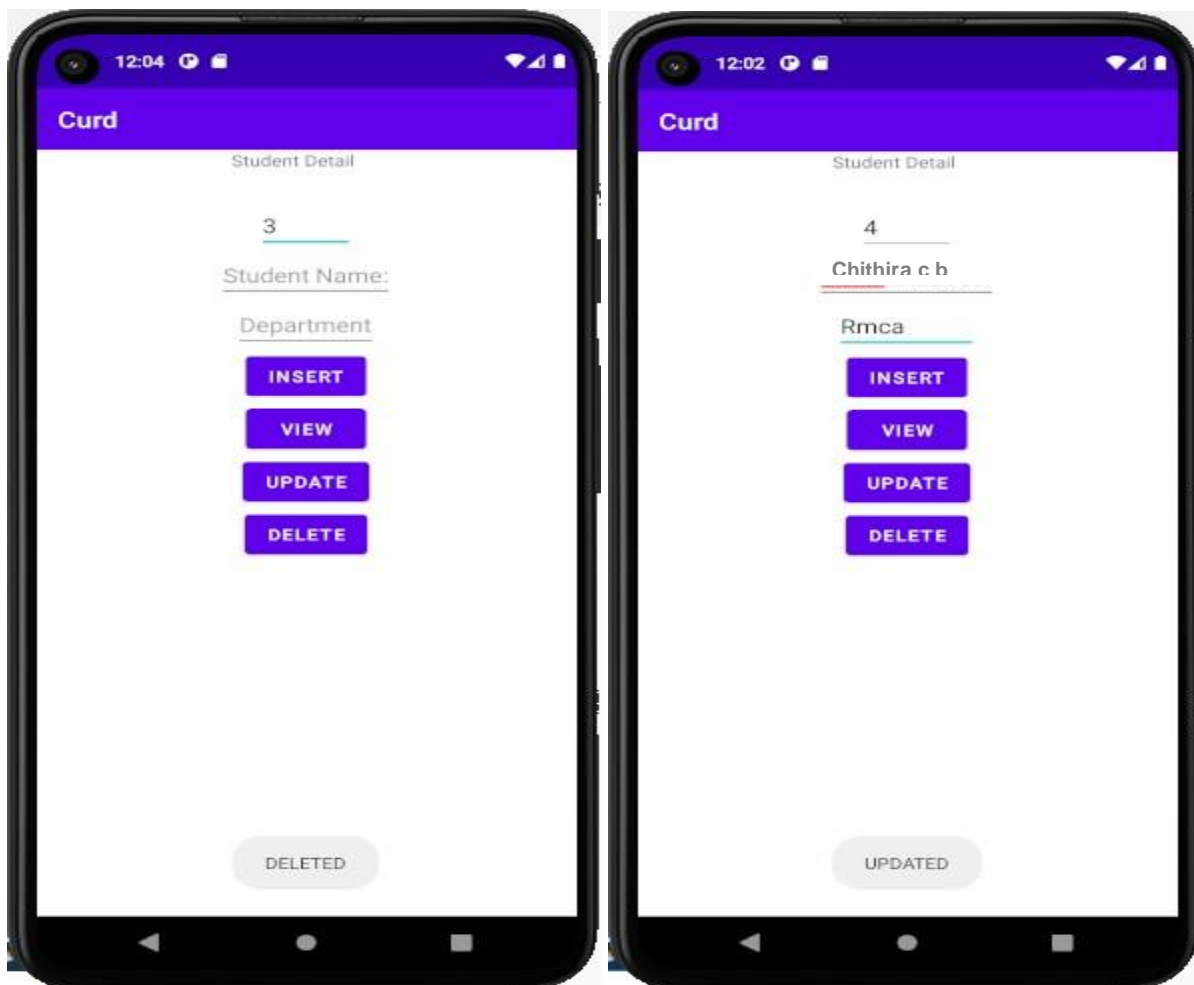 12:04
Curd
Student Detail
3
Student Name:
Department
INSERT
VIEW
UPDATE
DELETE
DELETED
12:02
Curd
Student Detail
4
Chithira c b
Rmca
INSERT
VIEW
UPDATE
DELETE
UPDATED